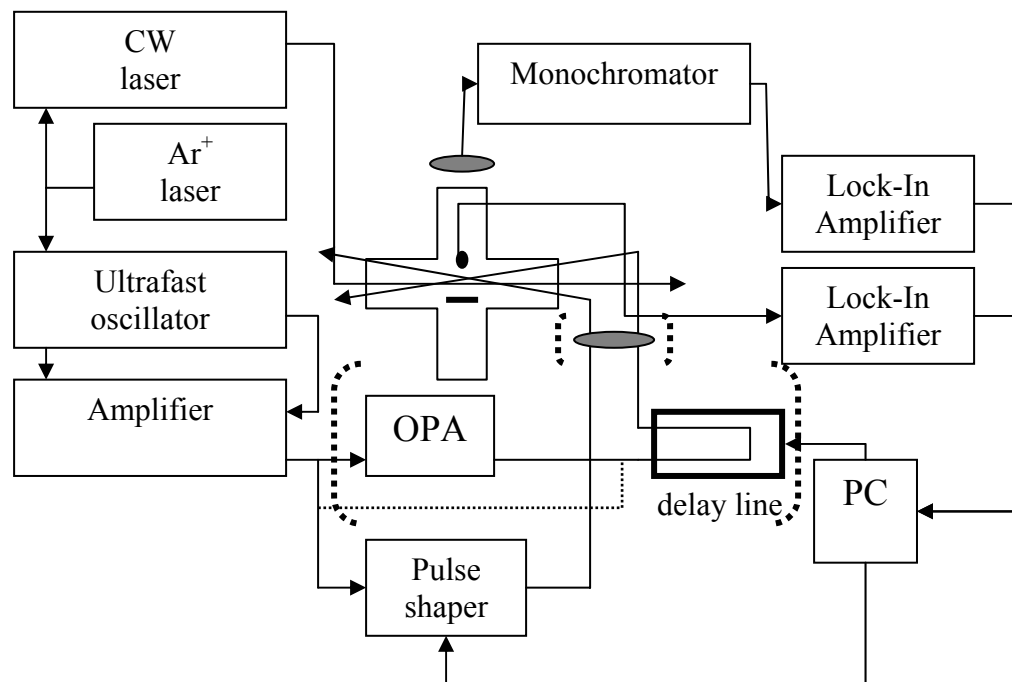 CW
laser
Ar+
laser
Ultrafast
oscillator
Amplifier
Monochromator
Lock-In
Amplifier
Lock-In
Amplifier
OPA
delay line
PC
Pulse
shaper